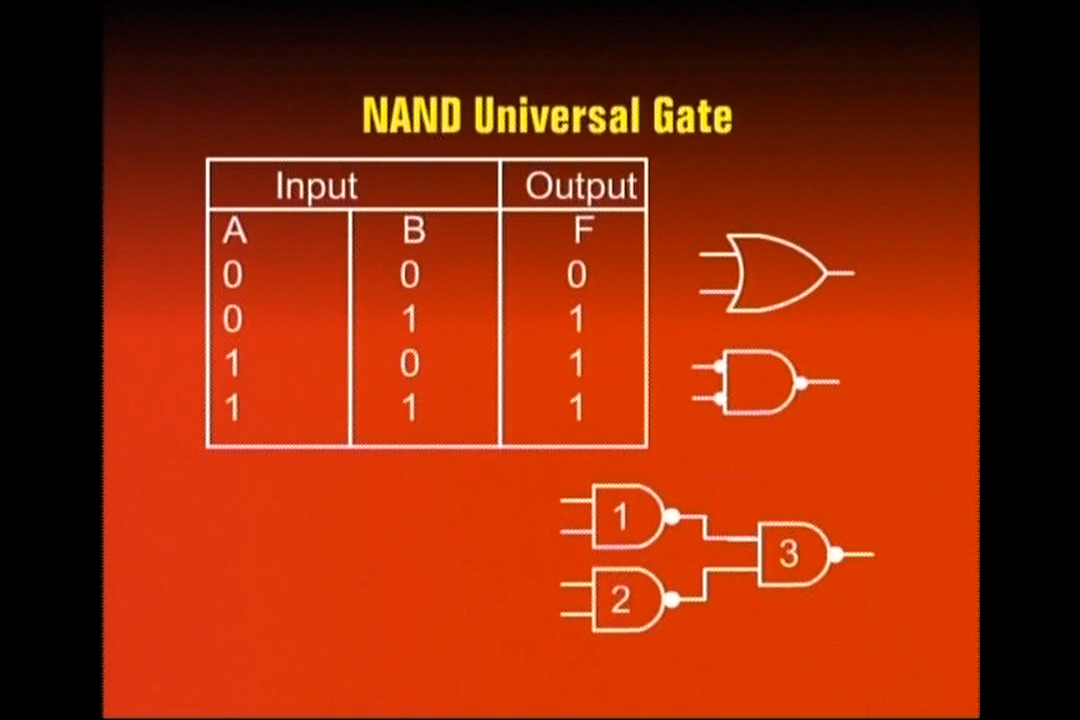 NAND Universal Gate
Input Output
A B F
0 0 0
0 1 1
1 0 1
1 1 1
1
3
2